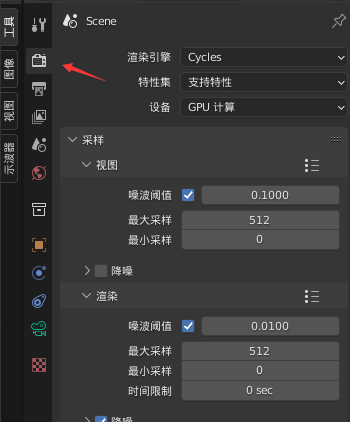 工具
图像
视图
示波器
Scene
渲染引擎 Cycles
特性集 支持特性
设备 GPU 计算
采样
视图
噪波阈值 0.1000
最大采样 512
最小采样 0
降噪
渲染
噪波阈值 0.0100
最大采样 512
最小采样 0
时间限制 0 sec
降噪